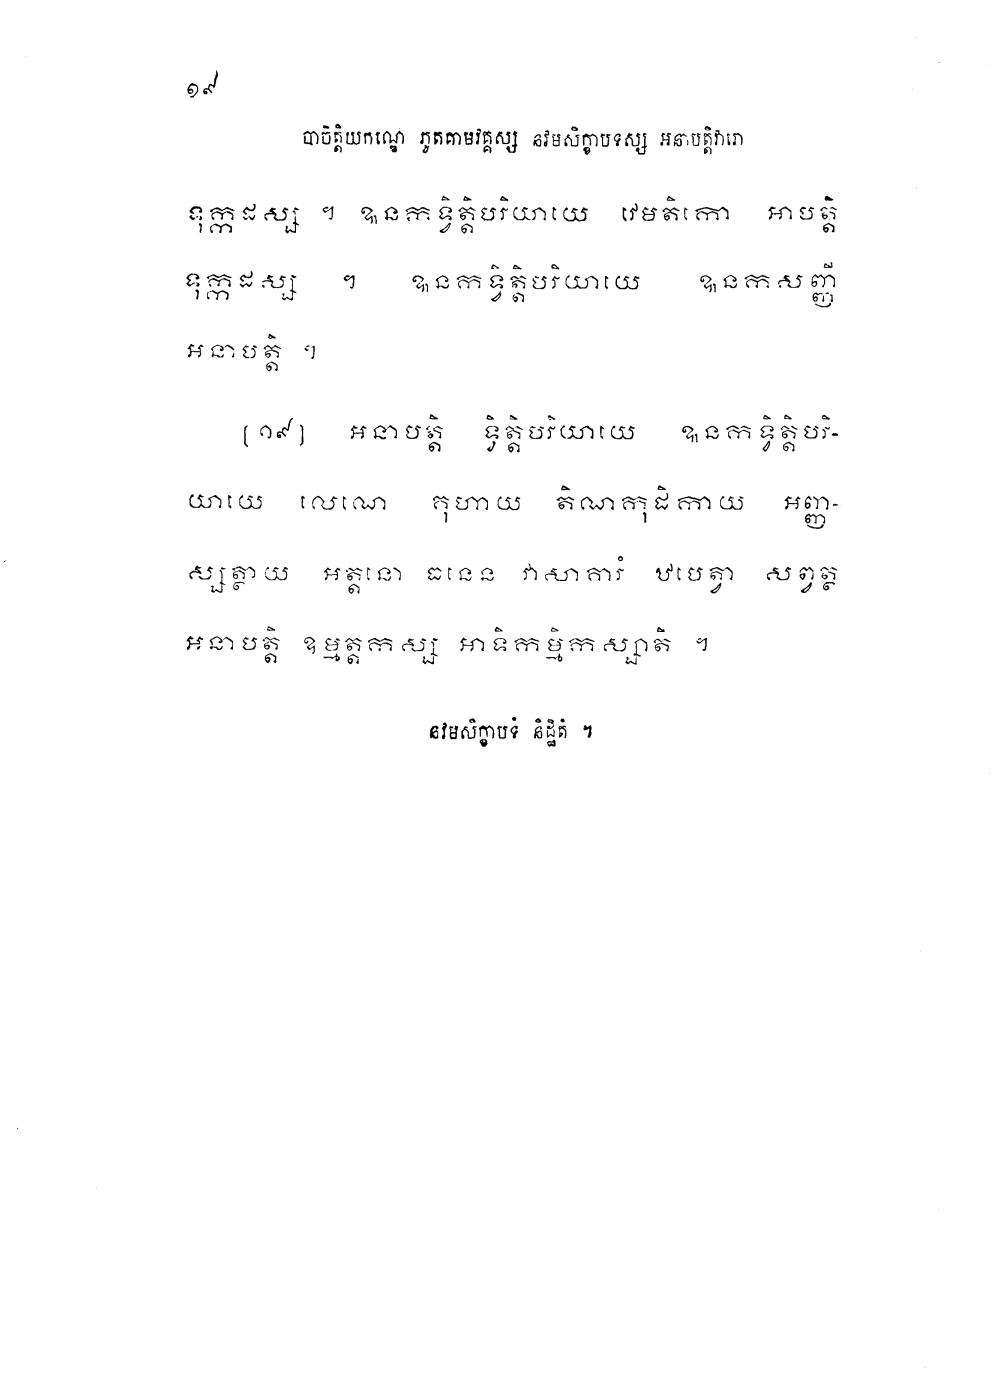 ១៩
បាចិត្តិយកណ្ឌេ ភូតគាមវគ្គស្ស នវមសិក្ខាបទស្ស អនាបត្តិវារោ
ទុក្កដស្ស ។ ឩនកទ្វិត្តិបរិយាយេ វេមតិកោ អាបត្តិ
ទុក្កដស្ស ។ ឩនកទ្វិត្តិបរិយាយេ ឩនកសញ្ញី
អនាបត្តិ ។
[១៩] អនាបត្តិ ទ្វិត្តិបរិយាយេ ឩនកទ្វិត្តិបរិ-
យាយេ លេណេ គុហាយ តិណកុដិកាយ អញ្ញ-
ស្សត្ថាយ អត្តនោ ធនេន វាសាគារំ ឋបេត្វា សព្វត្ថ
អនាបត្តិ ឧម្មត្តកស្ស អាទិកម្មិកស្សាតិ ។
នវមសិក្ខាបទំ និដ្ឋិតំ ។